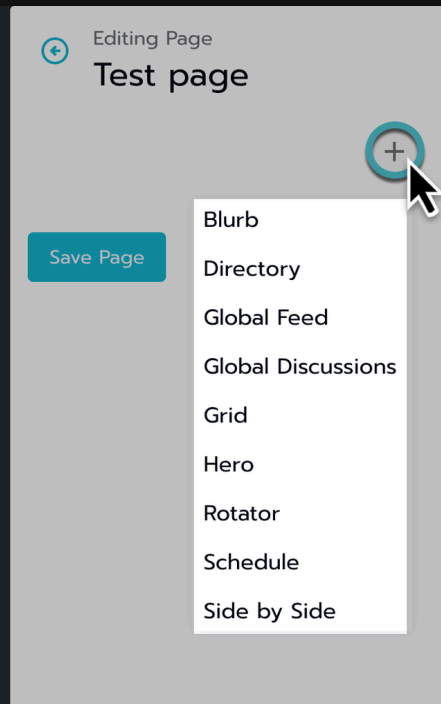 Editing Page
Test page
Save Page
Blurb
Directory
Global Feed
Global Discussions
Grid
Hero
Rotator
Schedule
Side by Side